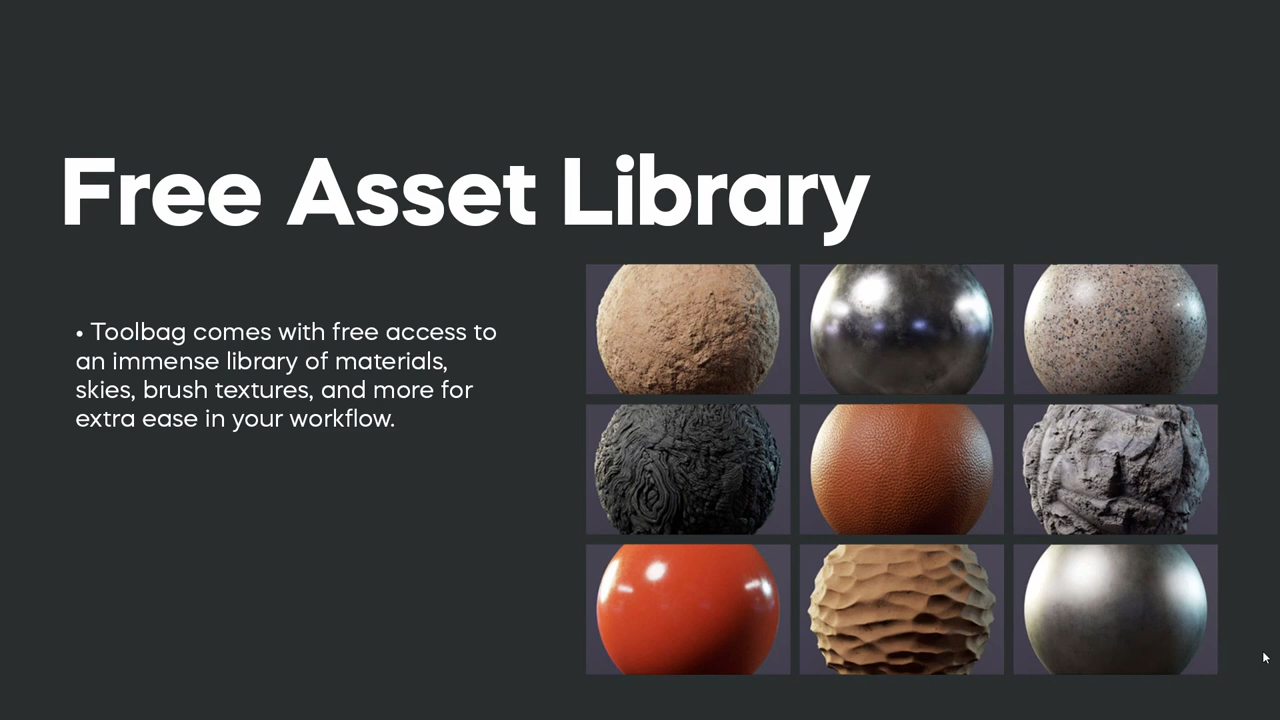 Free Asset Library
• Toolbag comes with free access to
an immense library of materials,
skies, brush textures, and more for
extra ease in your workflow.